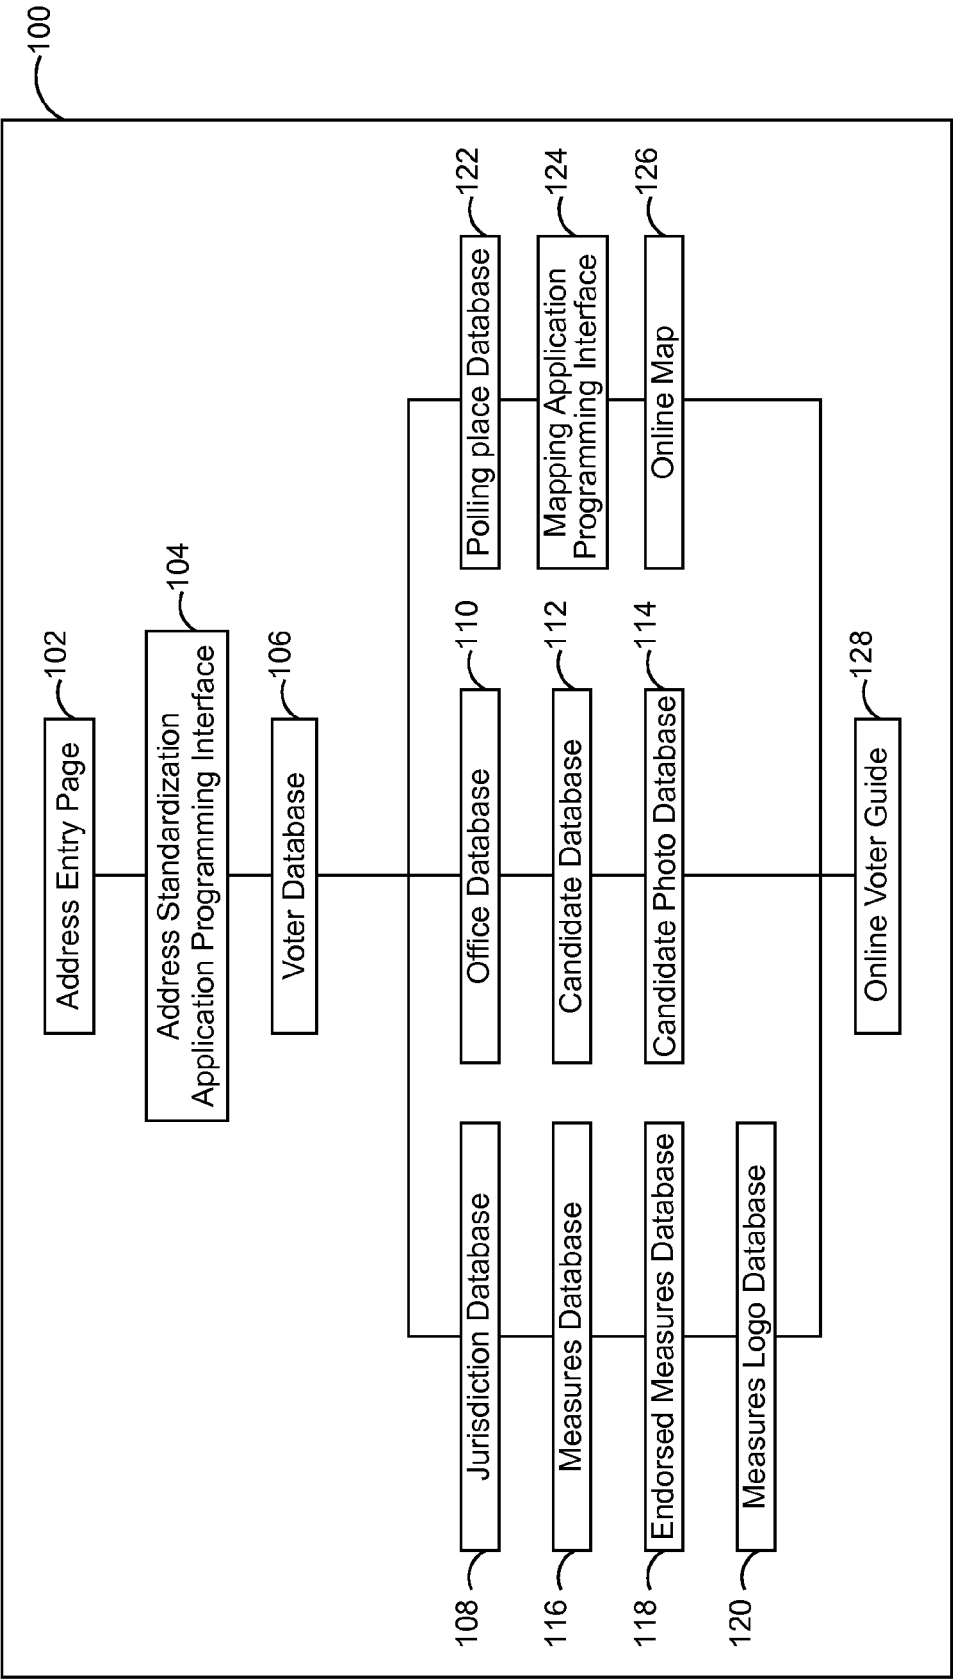 100
Address Entry Page
102
Address Standardization
Application Programming Interface
104
Voter Database
106
108
Jurisdiction Database
Office Database
110
Polling place Database
122
116
Measures Database
Candidate Database
112
Mapping Application
Programming Interface
124
118
Endorsed Measures Database
Candidate Photo Database
114
Online Map
126
120
Measures Logo Database
Online Voter Guide
128